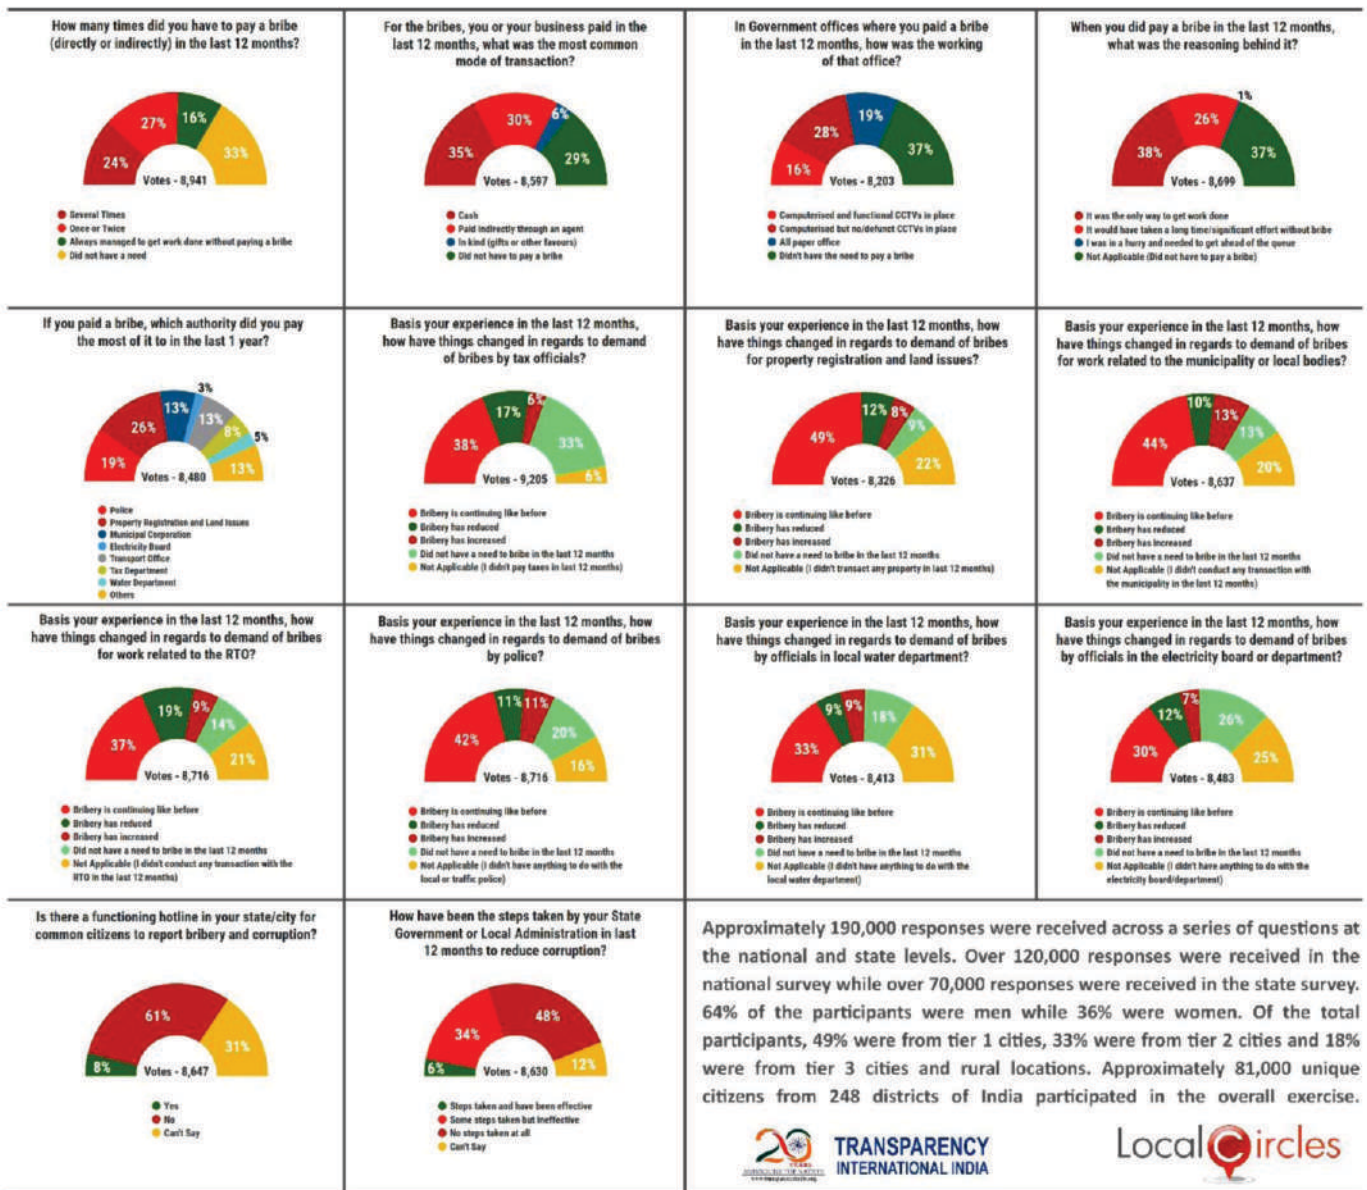 How many times did you have to pay a bribe
(directly or indirectly) in the last 12 months?
24%
27%
16%
33%
Votes - 8,941
Several Times
Once or Twice
Always managed to get work done without paying a bribe
Did not have a need
For the bribes, you or your business paid in the
last 12 months, what was the most common
mode of transaction?
35%
30%
6%
29%
Votes - 8,597
Cash
Paid indirectly through an agent
In kind (gifts or other favours)
Did not have to pay a bribe
In Government offices where you paid a bribe
in the last 12 months, how was the working
of that office?
16%
28%
19%
37%
Votes - 8,203
Computerised and functional CCTVs in place
Computerised but no/defunct CCTVs in place
All paper office
Didn't have the need to pay a bribe
When you did pay a bribe in the last 12 months,
what was the reasoning behind it?
38%
26%
1%
37%
Votes - 8,699
It was the only way to get work done
It would have taken a long time/significant effort without bribe
I was in a hurry and needed to get ahead of the queue
Not Applicable (Did not have to pay a bribe)
If you paid a bribe, which authority did you pay
the most of it to in the last 1 year?
19%
26%
13%
3%
13%
8%
5%
13%
Votes - 8,480
Police
Property Registration and Land Issues
Municipal Corporation
Electricity Board
Transport Office
Tax Department
Water Department
Others
Basis your experience in the last 12 months,
how have things changed in regards to demand
of bribes by tax officials?
38%
17%
6%
33%
6%
Votes - 9,205
Bribery is continuing like before
Bribery has reduced
Bribery has increased
Did not have a need to bribe in the last 12 months
Not Applicable (I didn't pay taxes in last 12 months)
Basis your experience in the last 12 months, how
have things changed in regards to demand of bribes
for property registration and land issues?
49%
12%
8%
9%
22%
Votes - 8,326
Bribery is continuing like before
Bribery has reduced
Bribery has increased
Did not have a need to bribe in the last 12 months
Not Applicable (I didn't transact any property in last 12 months)
Basis your experience in the last 12 months, how
have things changed in regards to demand of bribes
for work related to the municipality or local bodies?
44%
10%
13%
13%
20%
Votes - 8,637
Bribery is continuing like before
Bribery has reduced
Bribery has increased
Did not have a need to bribe in the last 12 months
Not Applicable (I didn't conduct any transaction with
the municipality in the last 12 months)
Basis your experience in the last 12 months, how
have things changed in regards to demand of bribes
for work related to the RTO?
37%
19%
9%
14%
21%
Votes - 8,716
Bribery is continuing like before
Bribery has reduced
Bribery has increased
Did not have a need to bribe in the last 12 months
Not Applicable (I didn't conduct any transaction with the
RTO in the last 12 months)
Basis your experience in the last 12 months, how
have things changed in regards to demand of bribes
by police?
42%
11%
11%
20%
16%
Votes - 8,716
Bribery is continuing like before
Bribery has reduced
Bribery has increased
Did not have a need to bribe in the last 12 months
Not Applicable (I didn't have anything to do with the
local or traffic police)
Basis your experience in the last 12 months, how
have things changed in regards to demand of bribes
by officials in local water department?
33%
9%
9%
18%
31%
Votes - 8,413
Bribery is continuing like before
Bribery has reduced
Bribery has increased
Did not have a need to bribe in the last 12 months
Not Applicable (I didn't have anything to do with the
local water department)
Basis your experience in the last 12 months, how
have things changed in regards to demand of bribes
by officials in the electricity board or department?
30%
12%
7%
26%
25%
Votes - 8,483
Bribery is continuing like before
Bribery has reduced
Bribery has increased
Did not have a need to bribe in the last 12 months
Not Applicable (I didn't have anything to do with the
electricity board/department)
Is there a functioning hotline in your state/city for
common citizens to report bribery and corruption?
8%
61%
31%
Votes - 8,647
Yes
No
Can't Say
How have been the steps taken by your State
Government or Local Administration in last
12 months to reduce corruption?
6%
34%
48%
12%
Votes - 8,630
Steps taken and have been effective
Some steps taken but ineffective
No steps taken at all
Can't Say
Approximately 190,000 responses were received across a series of questions at
the national and state levels. Over 120,000 responses were received in the
national survey while over 70,000 responses were received in the state survey.
64% of the participants were men while 36% were women. Of the total
participants, 49% were from tier 1 cities, 33% were from tier 2 cities and 18%
were from tier 3 cities and rural locations. Approximately 81,000 unique
citizens from 248 districts of India participated in the overall exercise.
20
YEARS
TRANSPARENCY
INTERNATIONAL INDIA
LocalCircles